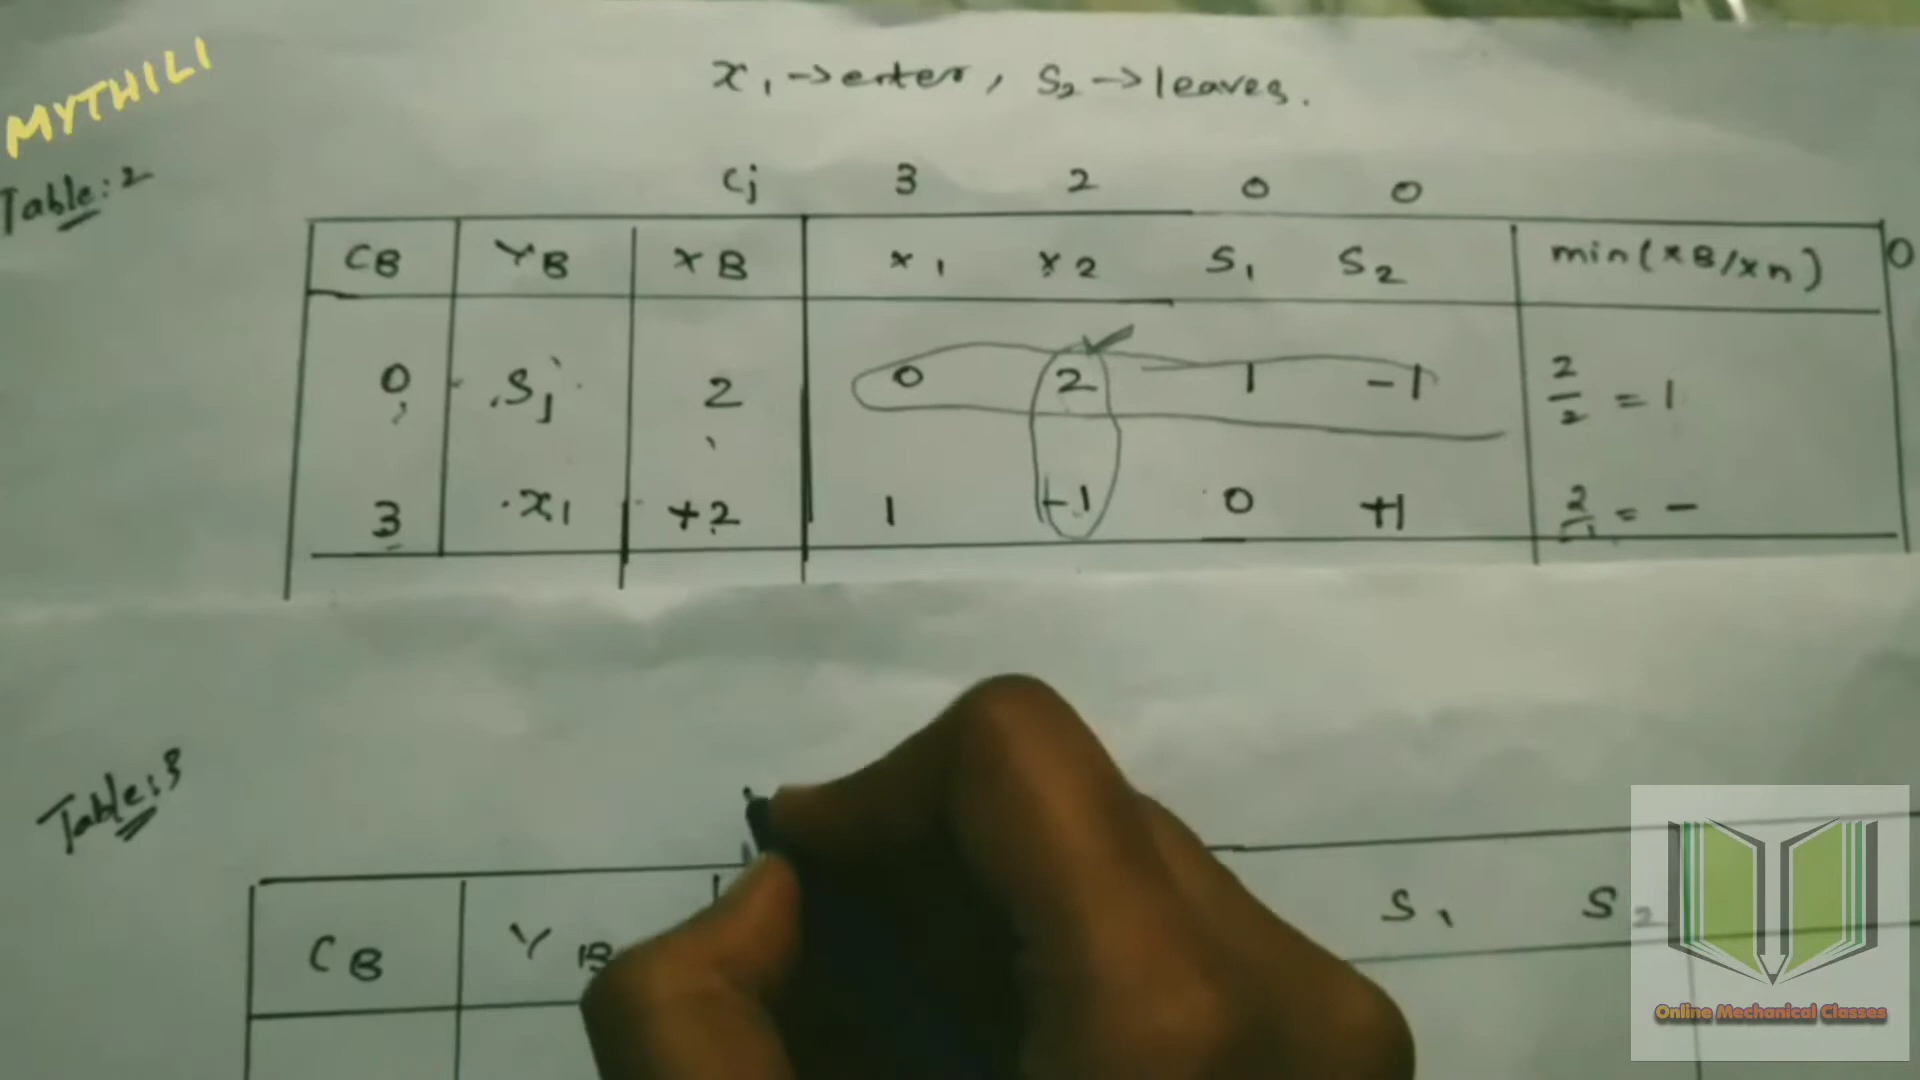 MYTHILI
x1 → enter, S2 → leaves.
Table: 2
Cj 3 2 0 0
CB YB XB x1 x2 S1 S2 min(xB/xn) 0
0 S1 2 0 2 1 -1 2/2 = 1
3 x1 +2 1 -1 0 +1 2/-1 = -
Table: 3
CB YB S1 S2
Online Mechanical Classes